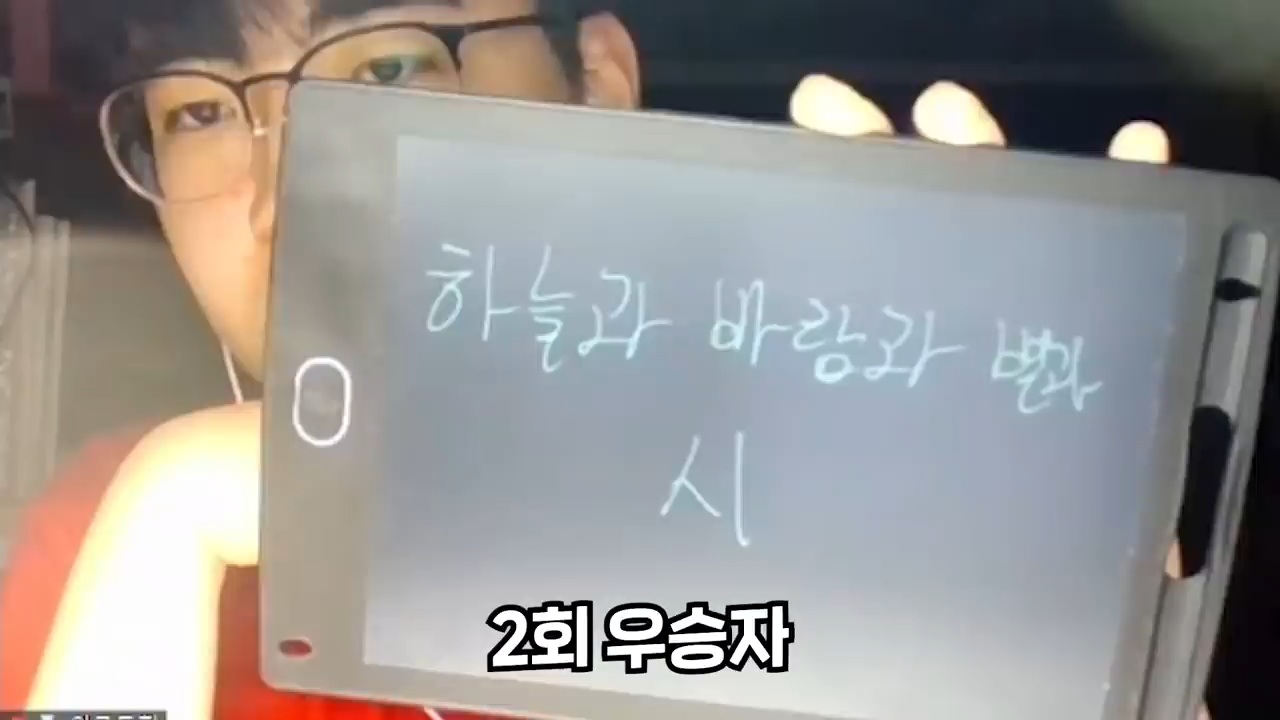 하늘과 바람과 별과
시
2회 우승자